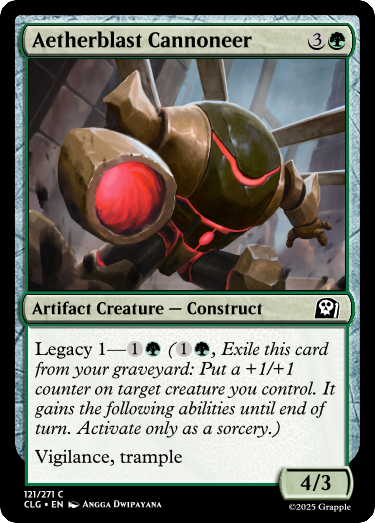 Aetherblast Cannoneer 3
Artifact Creature — Construct
Legacy 1—1 (1, Exile this card
from your graveyard: Put a +1/+1
counter on target creature you control. It
gains the following abilities until end of
turn. Activate only as a sorcery.)
Vigilance, trample
4/3
121/271 C
CLG • EN Angga Dwipayana
©2025 Grapple